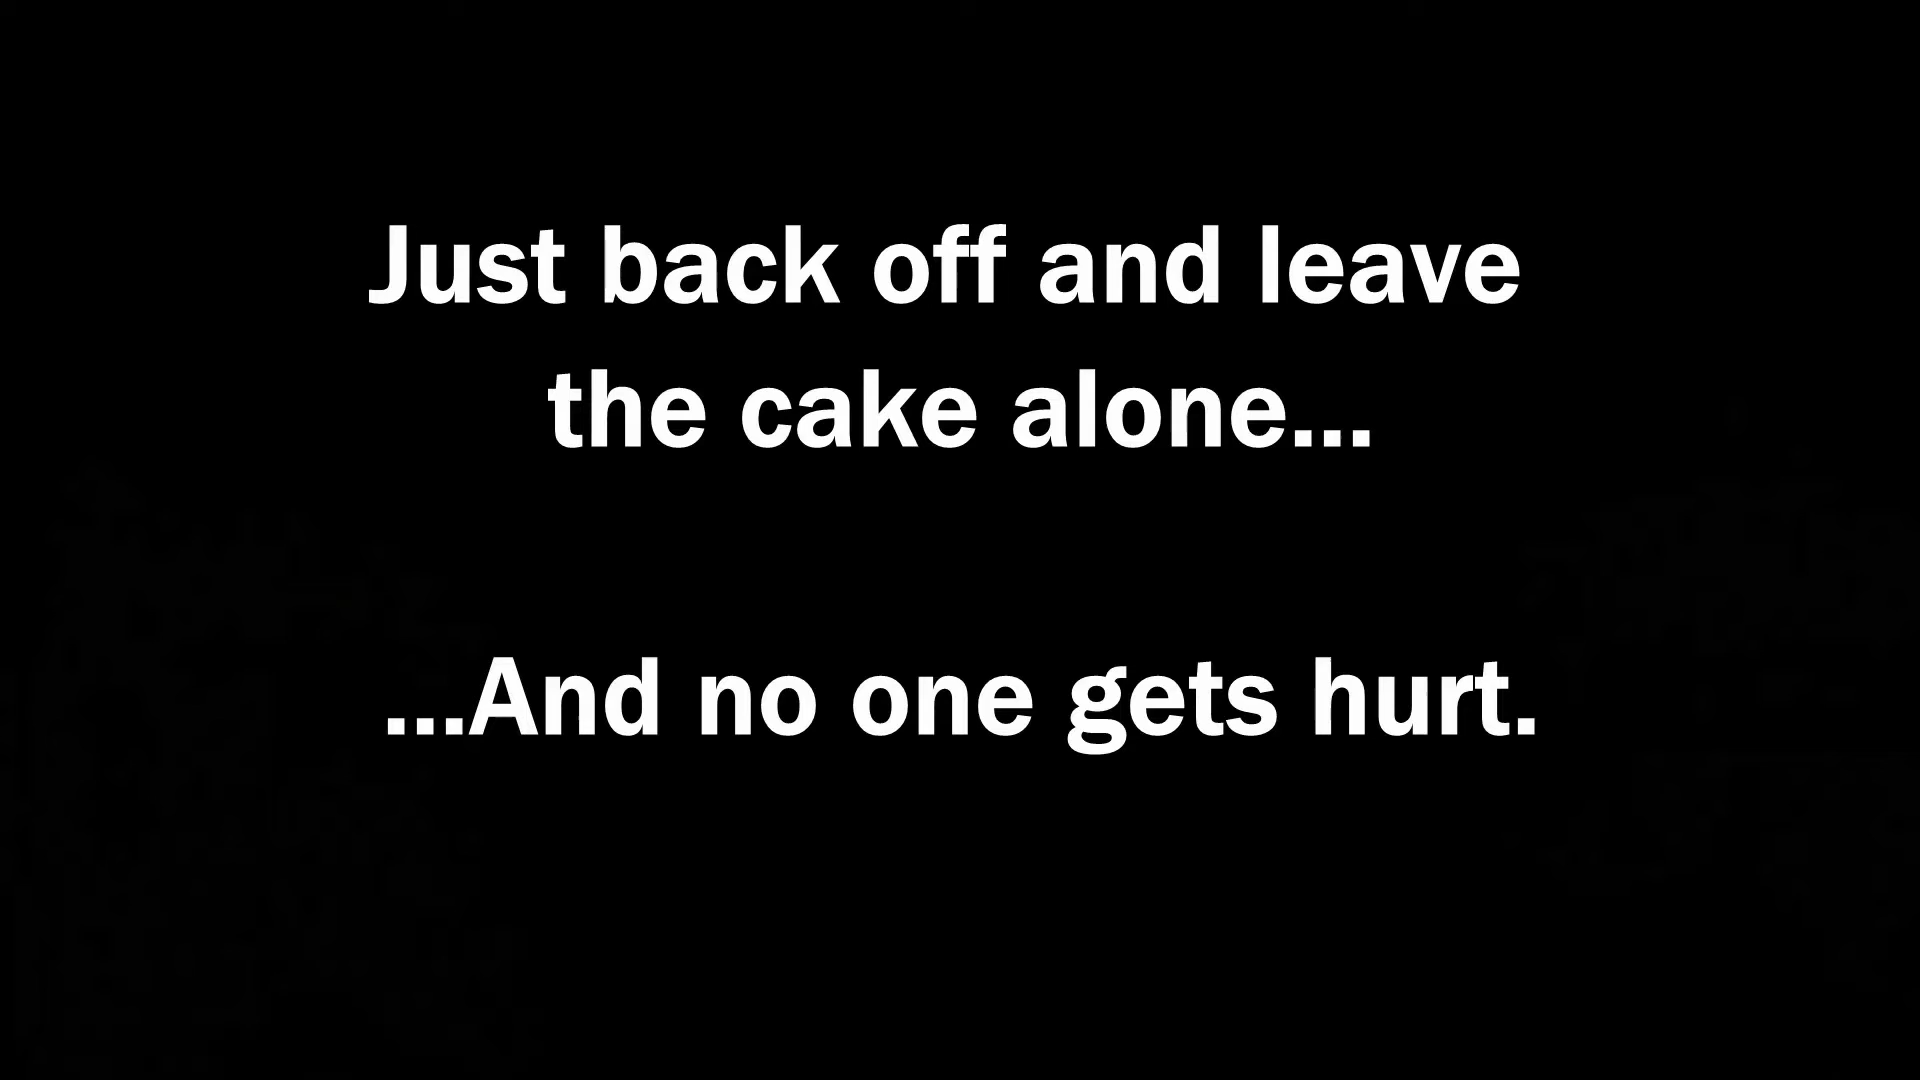 Just back off and leave
the cake alone...
...And no one gets hurt.